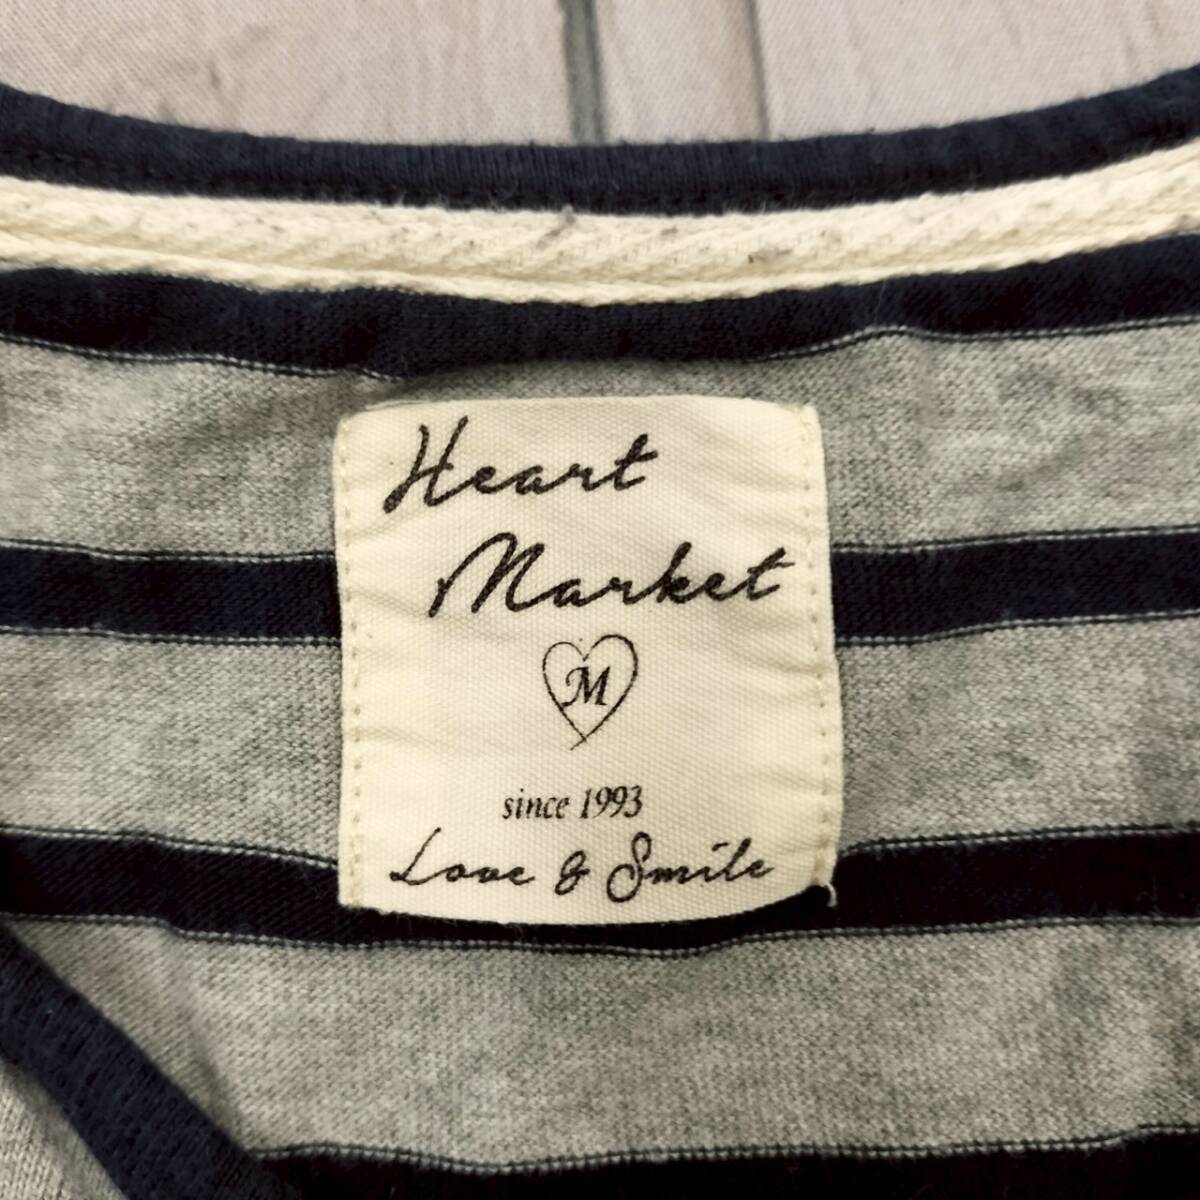 Heart
Market
M
since 1993
Love & Smile